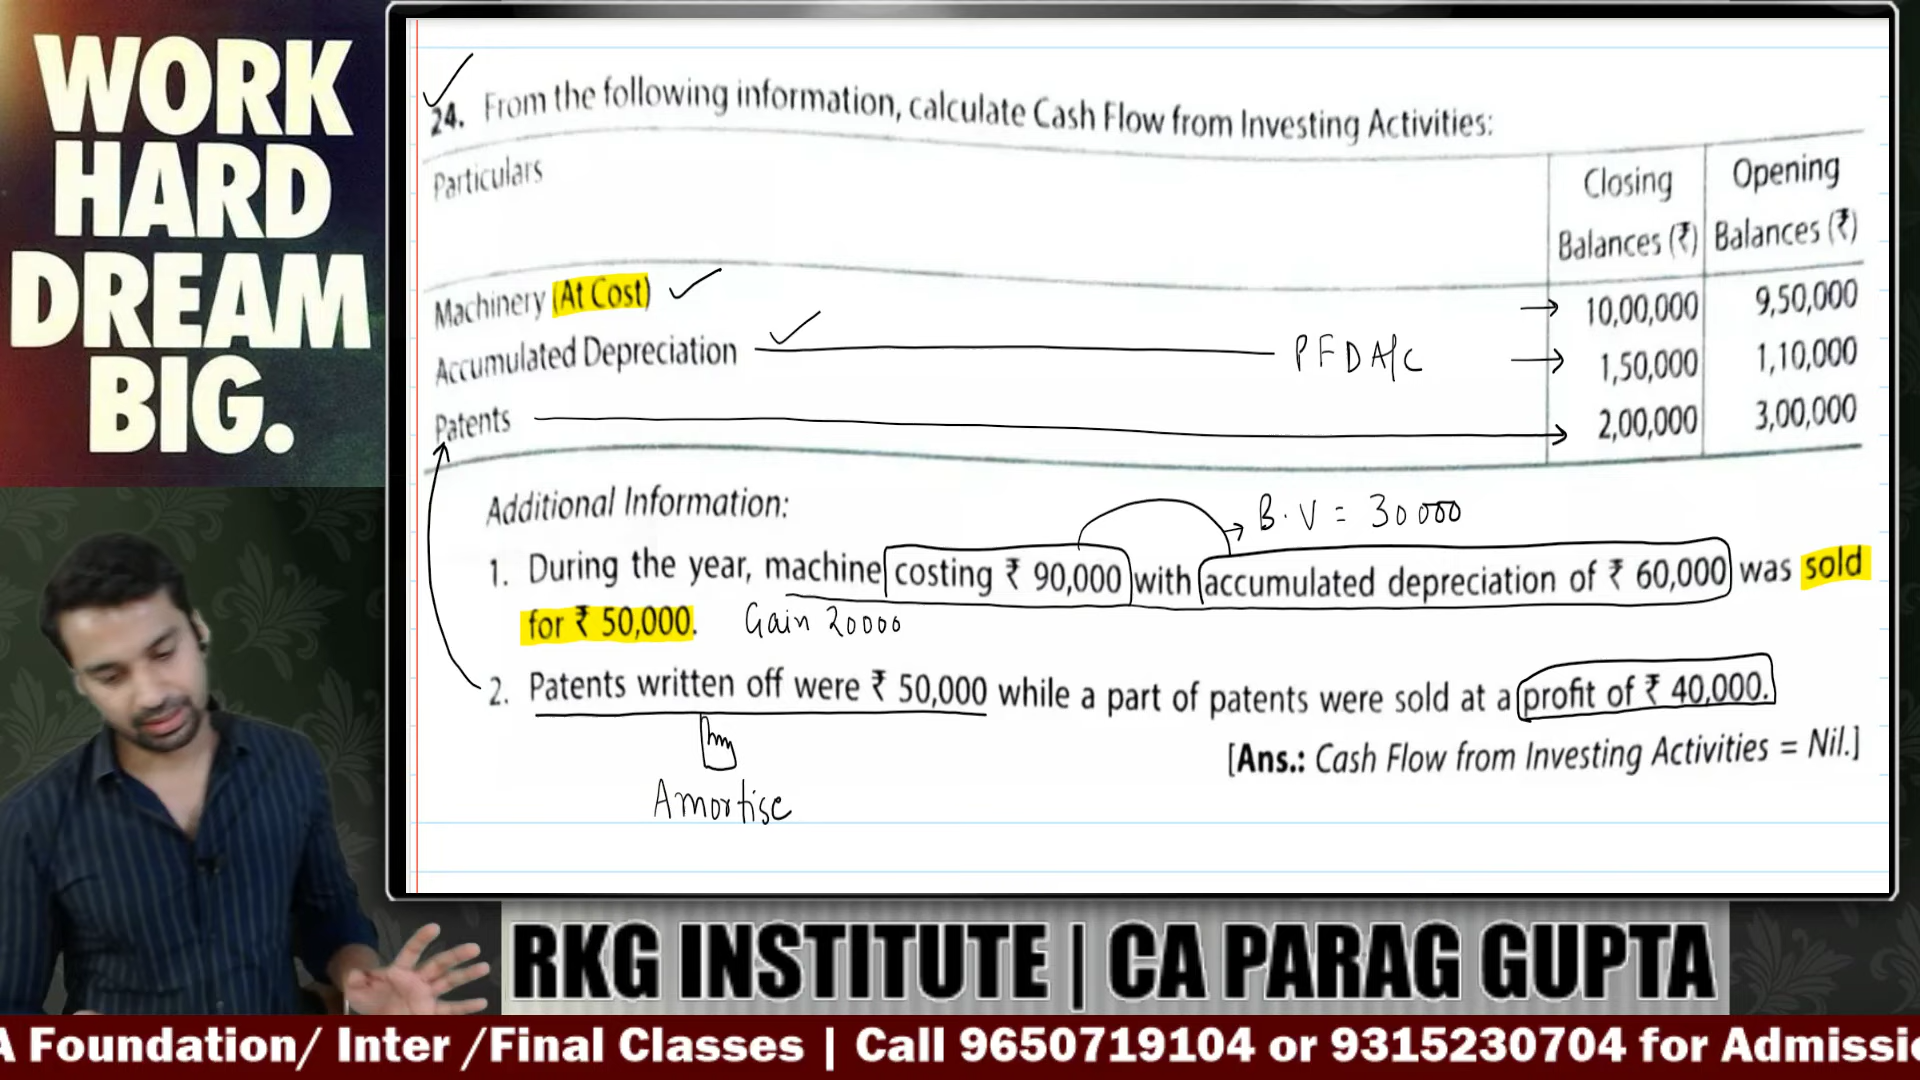 WORK
HARD
DREAM
BIG.
24. From the following information, calculate Cash Flow from Investing Activities:
Particulars
Closing Balances (₹)
Opening Balances (₹)
Machinery (At Cost) 10,00,000 9,50,000
Accumulated Depreciation PFD A/C 1,50,000 1,10,000
Patents 2,00,000 3,00,000
Additional Information:
B.V = 30000
1. During the year, machine costing ₹ 90,000 with accumulated depreciation of ₹ 60,000 was sold
for ₹ 50,000. Gain 20000
2. Patents written off were ₹ 50,000 while a part of patents were sold at a profit of ₹ 40,000.
[Ans.: Cash Flow from Investing Activities = Nil.]
Amortise
RKG INSTITUTE | CA PARAG GUPTA
A Foundation/ Inter /Final Classes | Call 9650719104 or 9315230704 for Admissi